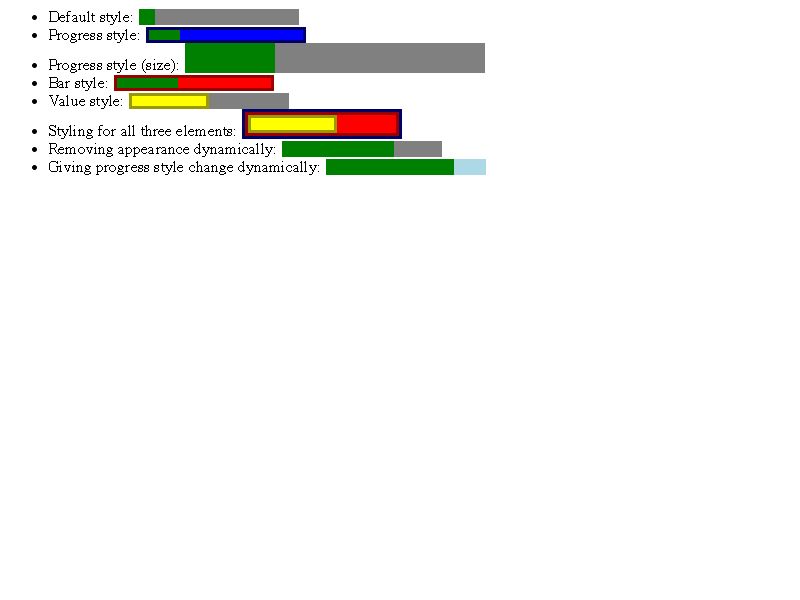 Default style:
Progress style:
Progress style (size):
Bar style:
Value style:
Styling for all three elements:
Removing appearance dynamically:
Giving progress style change dynamically: